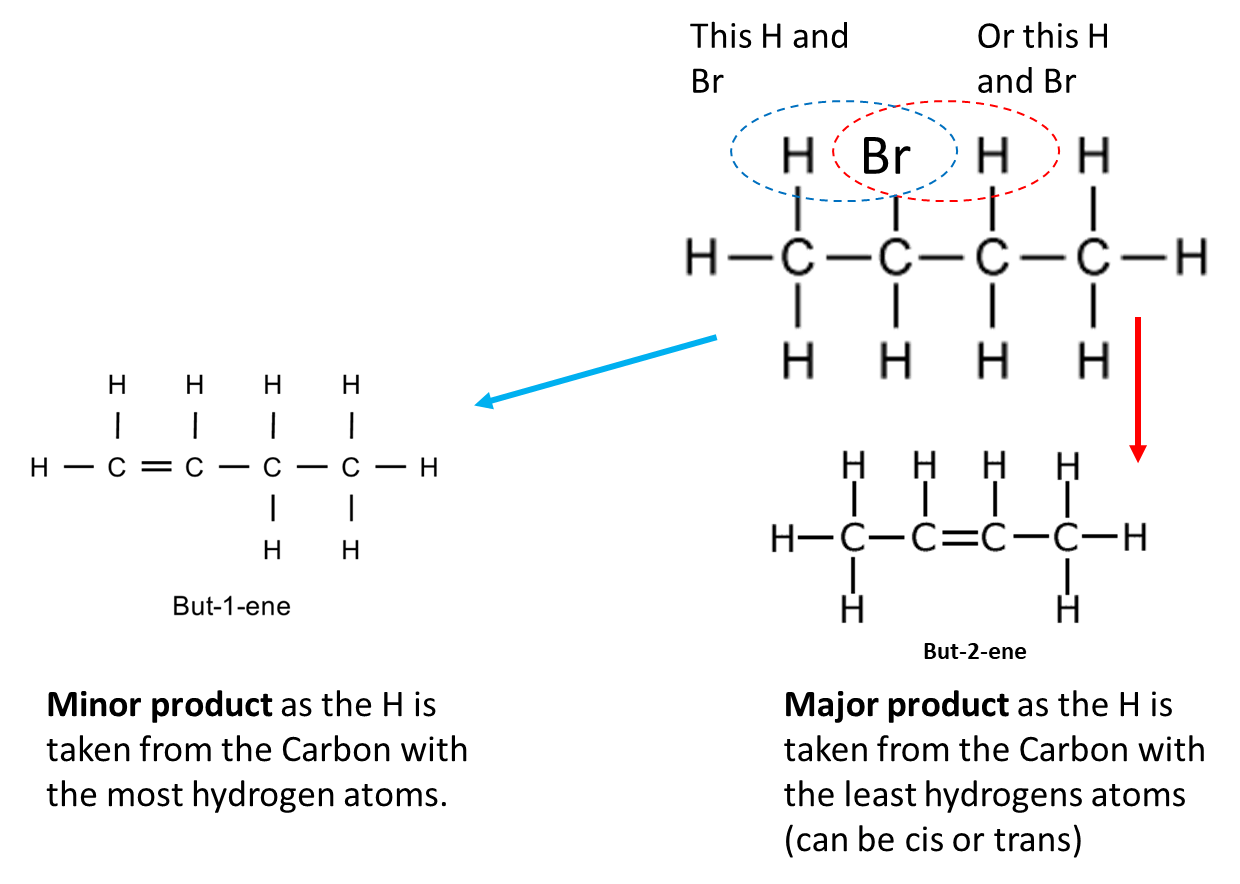 This H and
Br
Or this H
and Br
H Br H H
H—C—C—C—C—H
H H H H
H H H H
H — C = C — C — C — H
H H
But-1-ene
H H H H
H—C—C=C—C—H
H H
But-2-ene
Minor product as the H is
taken from the Carbon with
the most hydrogen atoms.
Major product as the H is
taken from the Carbon with
the least hydrogens atoms
(can be cis or trans)